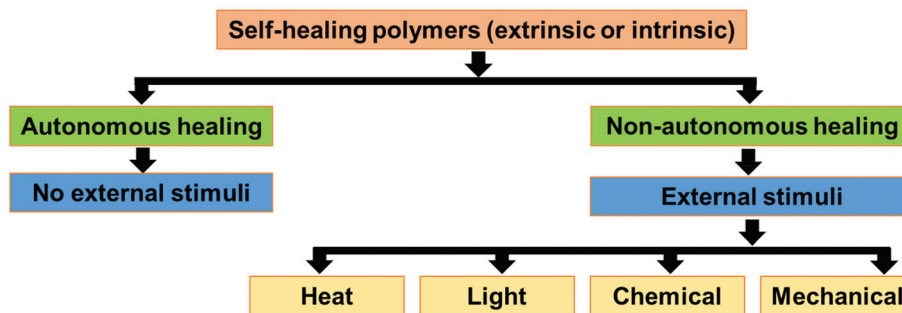 Self-healing polymers (extrinsic or intrinsic)
Autonomous healing
Non-autonomous healing
No external stimuli
External stimuli
Heat
Light
Chemical
Mechanical